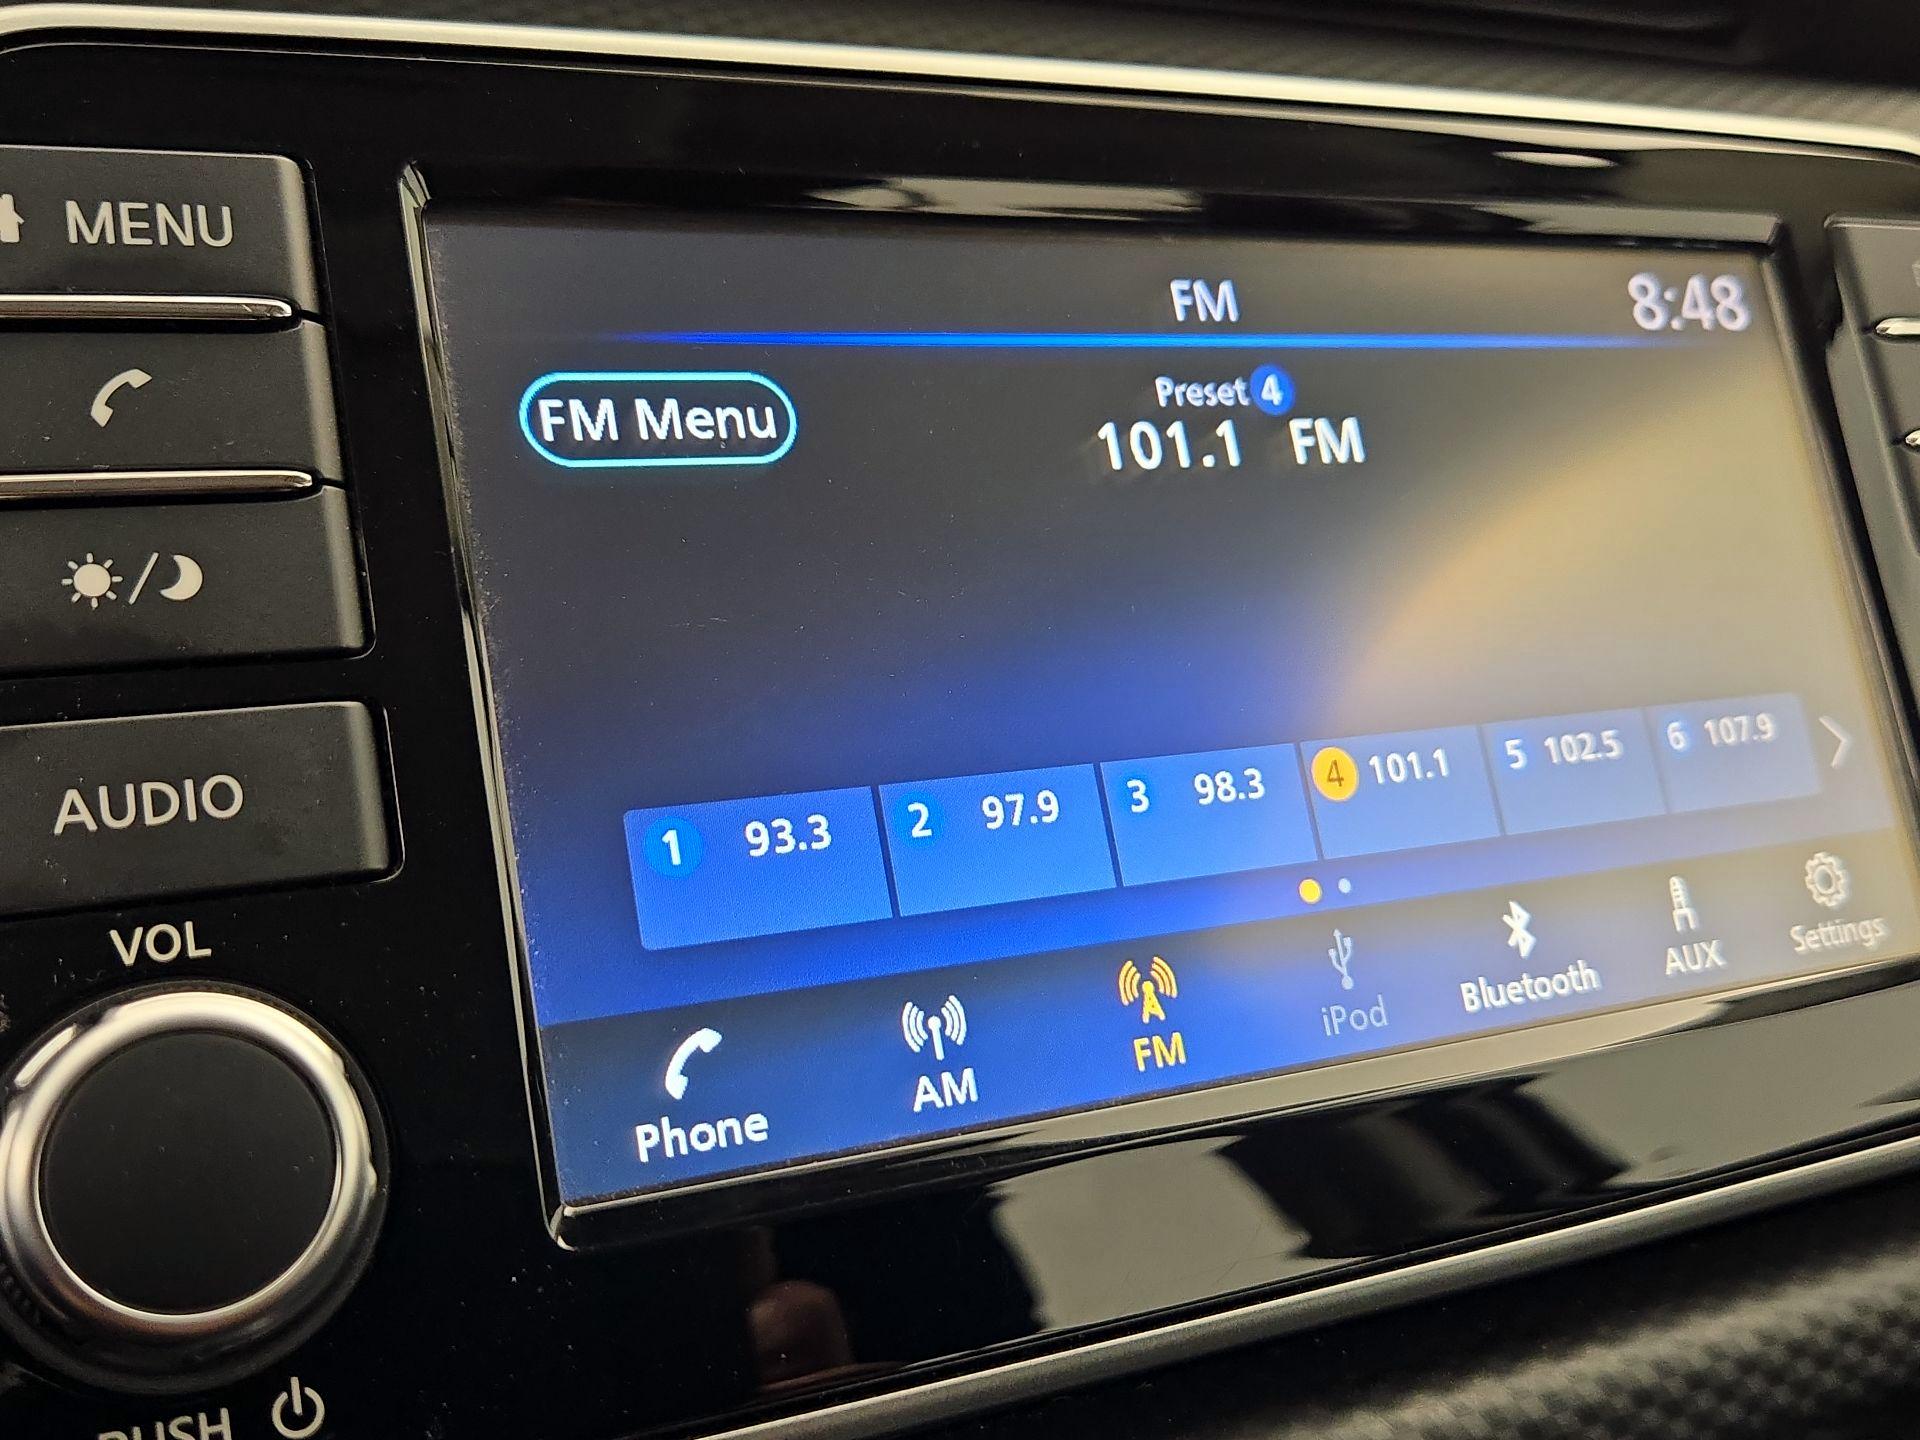 MENU
AUDIO
VOL
PUSH
FM
8:48
FM Menu
Preset 4
101.1 FM
1 93.3 2 97.9 3 98.3 4 101.1 5 102.5 6 107.9
Phone AM FM iPod Bluetooth AUX Settings